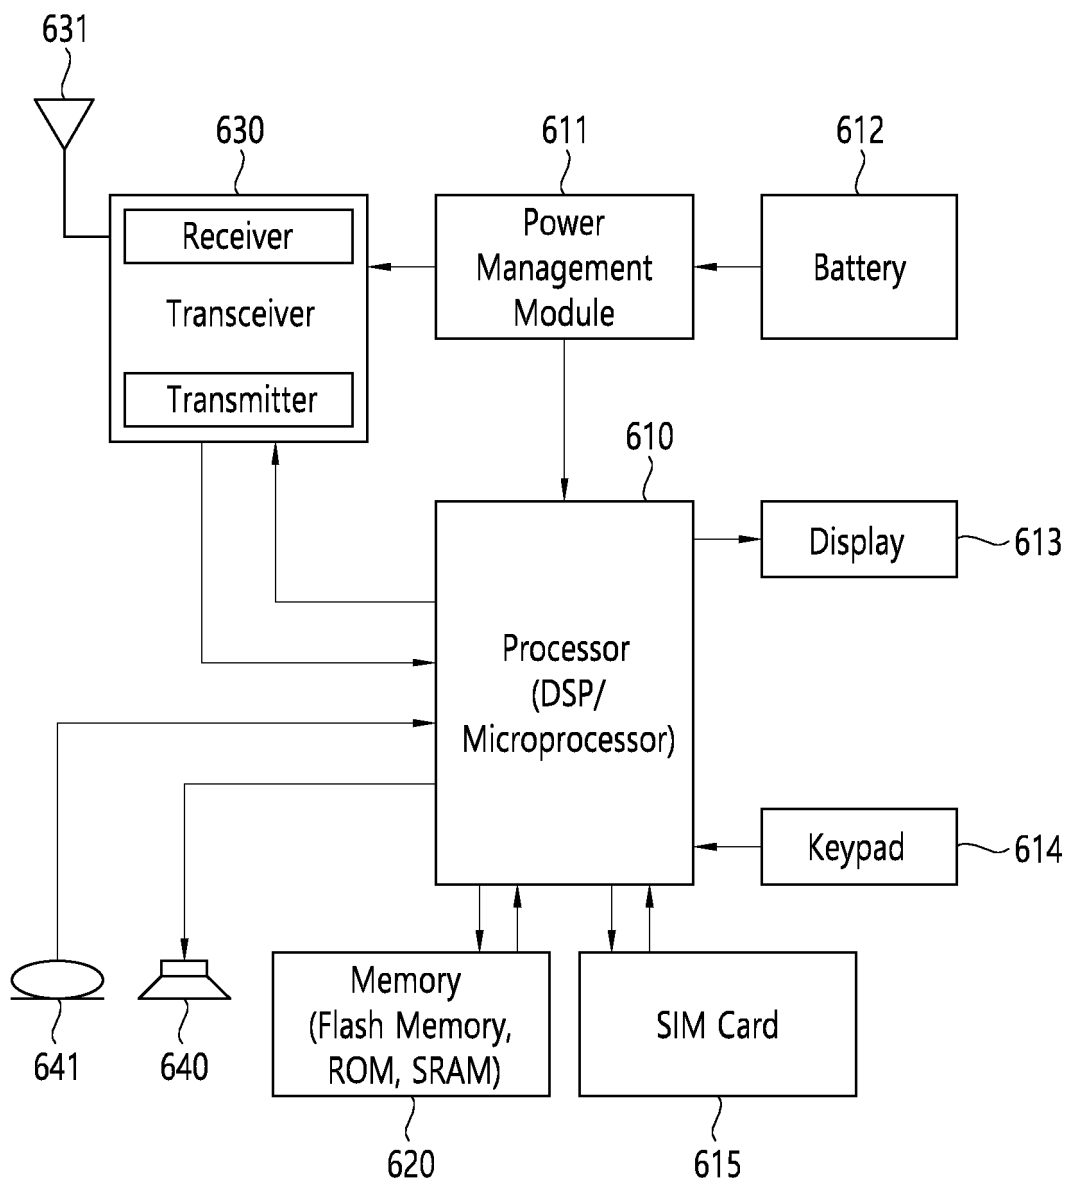 631
630
611
612
Receiver
Transceiver
Transmitter
Power
Management
Module
Battery
610
Display
613
Processor
(DSP/
Microprocessor)
Keypad
614
641
640
Memory
(Flash Memory,
ROM, SRAM)
SIM Card
620
615